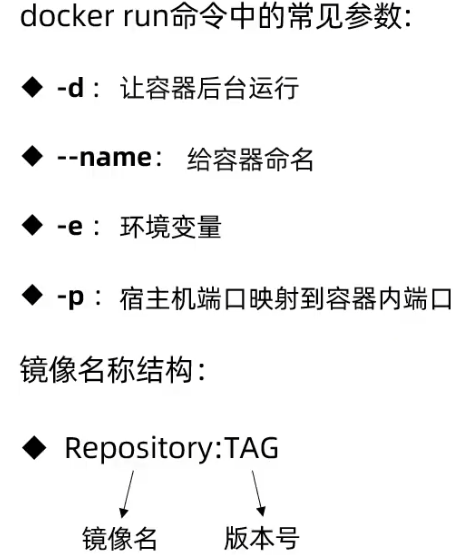 docker run命令中的常见参数:
◆ -d： 让容器后台运行
◆ --name： 给容器命名
◆ -e： 环境变量
◆ -p： 宿主机端口映射到容器内端口
镜像名称结构：
◆ Repository:TAG
镜像名 版本号